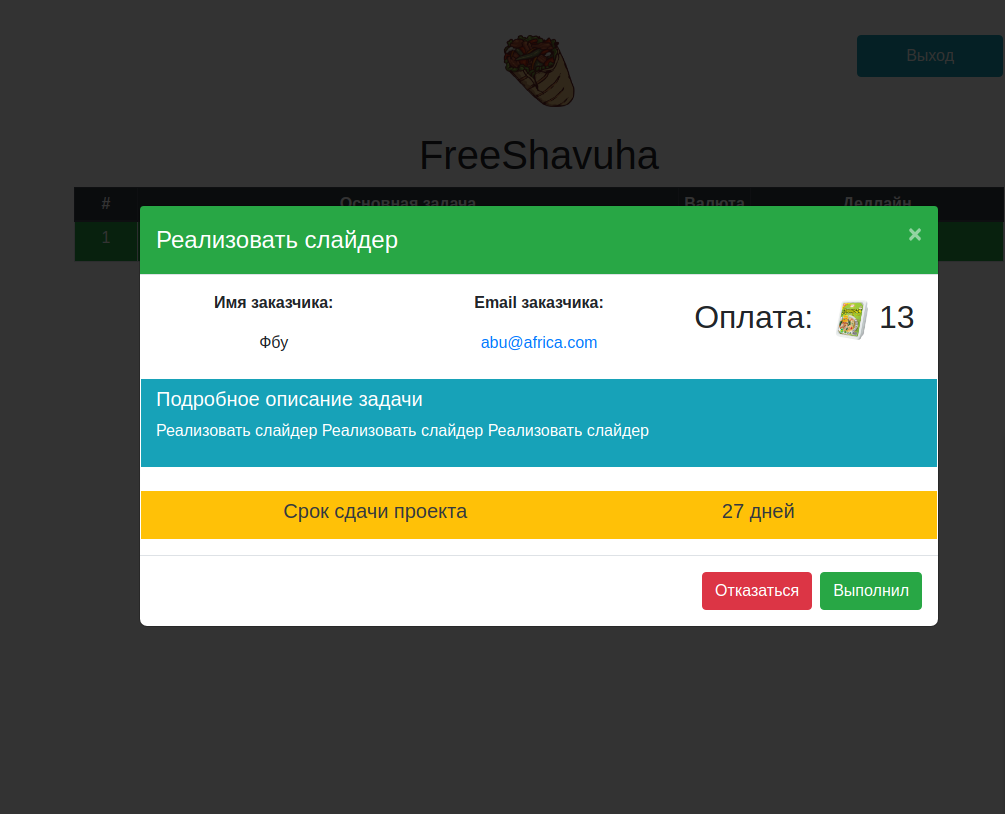 Выход
FreeShavuha
# Основная задача Валюта Дедлайн
1
Реализовать слайдер ×
Имя заказчика: Email заказчика: Оплата: 13
Фбу abu@africa.com
Подробное описание задачи
Реализовать слайдер Реализовать слайдер Реализовать слайдер
Срок сдачи проекта 27 дней
Отказаться Выполнил